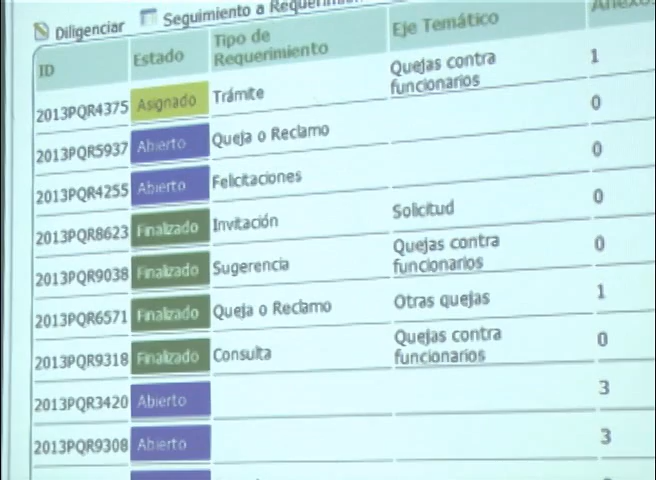 Diligenciar Seguimiento a Requerimien
ID Estado Tipo de Requerimiento Eje Temático Anexos
2013PQR4375 Asignado Trámite Quejas contra funcionarios 1
2013PQR5937 Abierto Queja o Reclamo 0
2013PQR4255 Abierto Felicitaciones 0
2013PQR8623 Finalizado Invitación Solicitud 0
2013PQR9038 Finalizado Sugerencia Quejas contra funcionarios 0
2013PQR6571 Finalizado Queja o Reclamo Otras quejas 1
2013PQR9318 Finalizado Consulta Quejas contra funcionarios 0
2013PQR3420 Abierto 3
2013PQR9308 Abierto 3